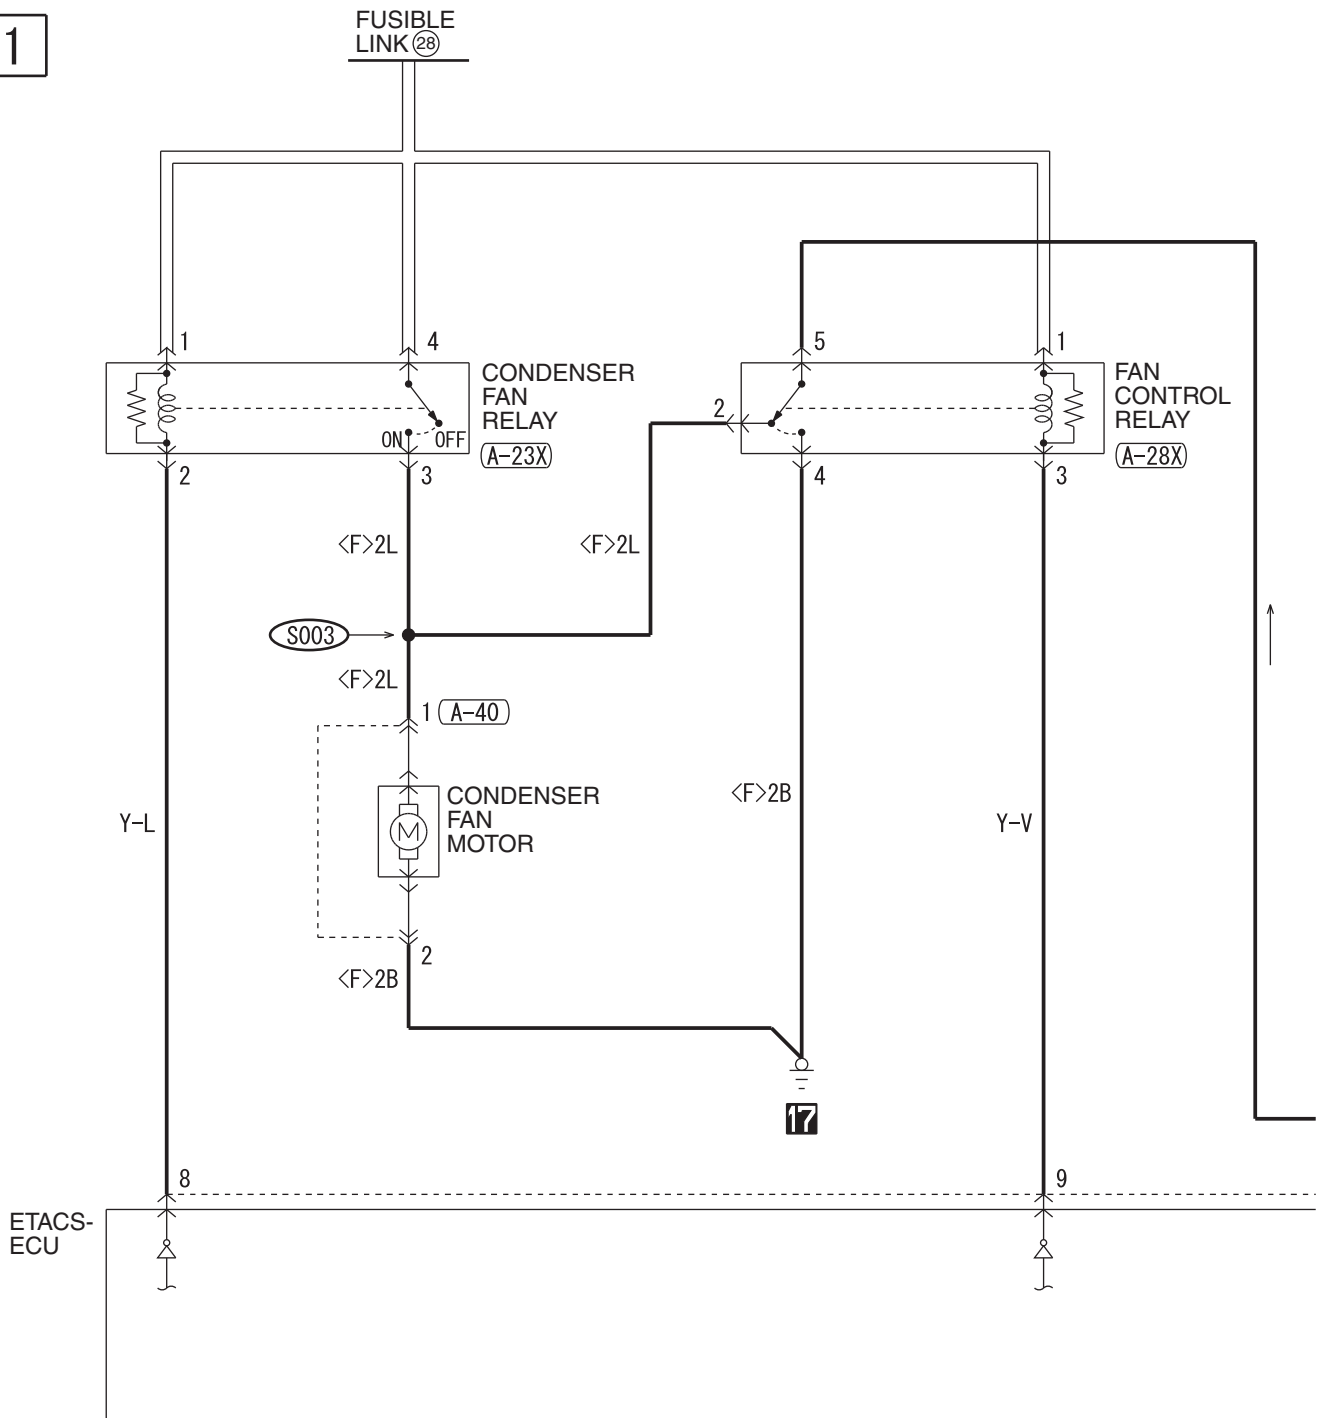 1
FUSIBLE
LINK 28
1
4
5
1
CONDENSER
FAN
RELAY
A-23X
ON OFF
2
FAN
CONTROL
RELAY
A-28X
2
3
4
3
<F>2L
<F>2L
S003
<F>2L
1 A-40
CONDENSER
FAN
MOTOR
M
Y-L
<F>2B
Y-V
2
<F>2B
17
8
9
ETACS-
ECU